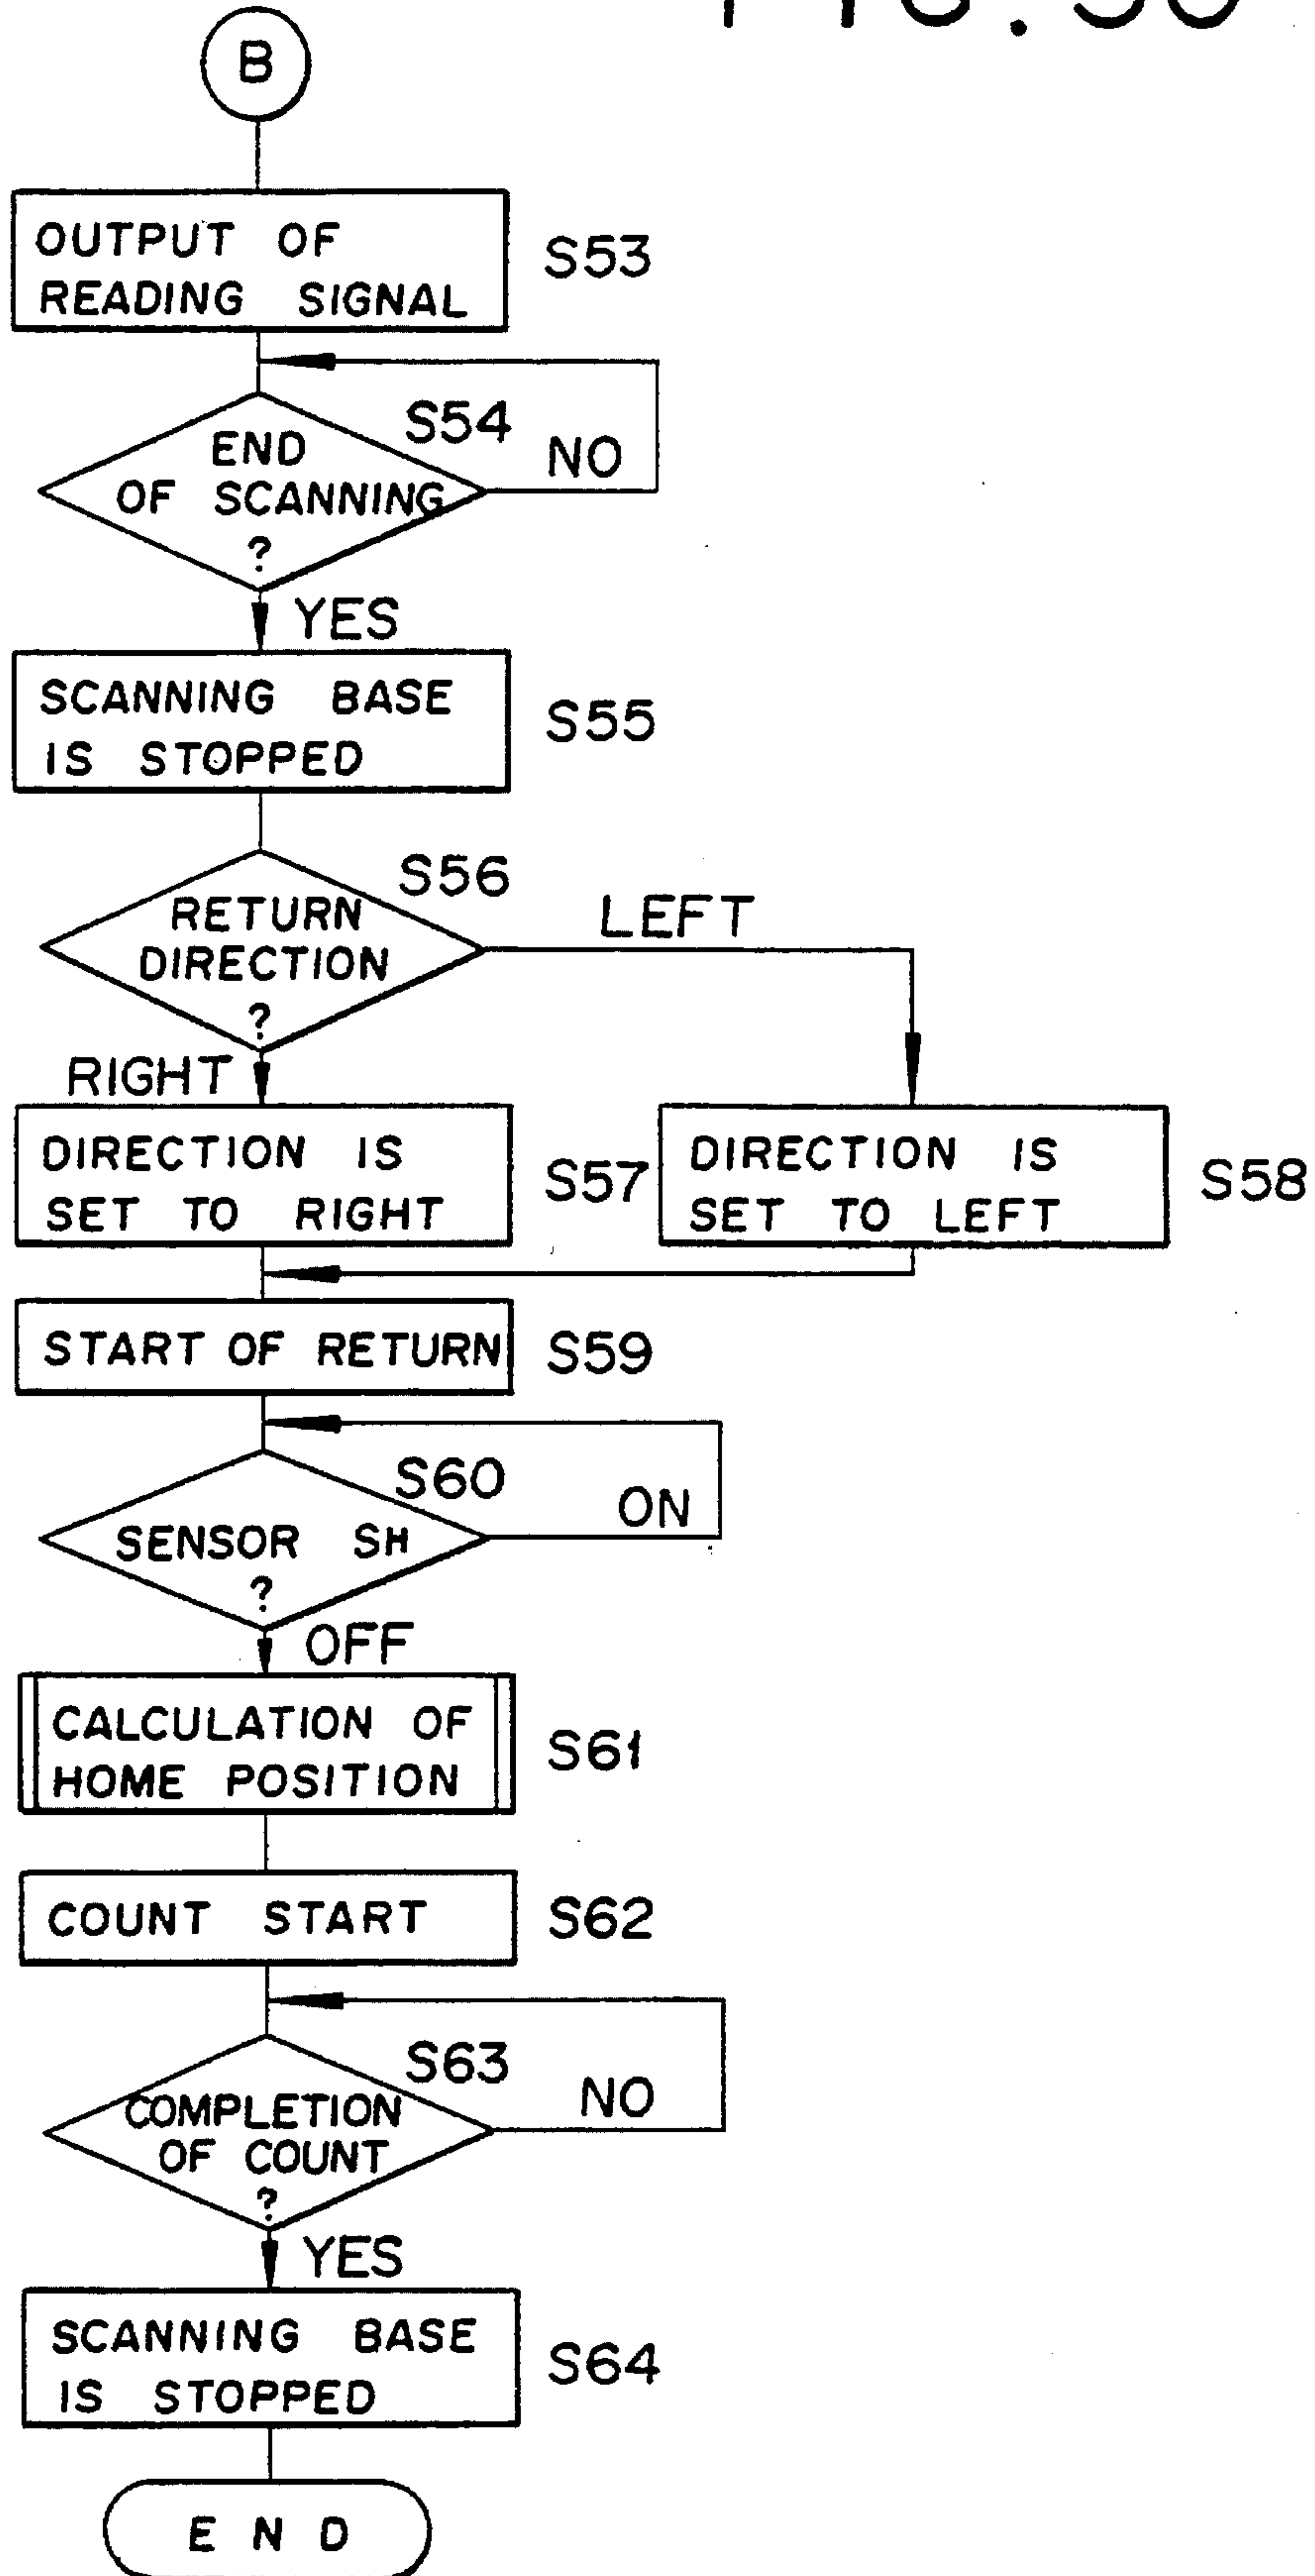 B
OUTPUT OF
READING SIGNAL
S53
S54
END
OF SCANNING
?
NO
YES
SCANNING BASE
IS STOPPED
S55
S56
RETURN
DIRECTION
?
LEFT
RIGHT
DIRECTION IS
SET TO RIGHT
S57
DIRECTION IS
SET TO LEFT
S58
START OF RETURN
S59
S60
SENSOR SH
?
ON
OFF
CALCULATION OF
HOME POSITION
S61
COUNT START
S62
S63
COMPLETION
OF COUNT
?
NO
YES
SCANNING BASE
IS STOPPED
S64
END